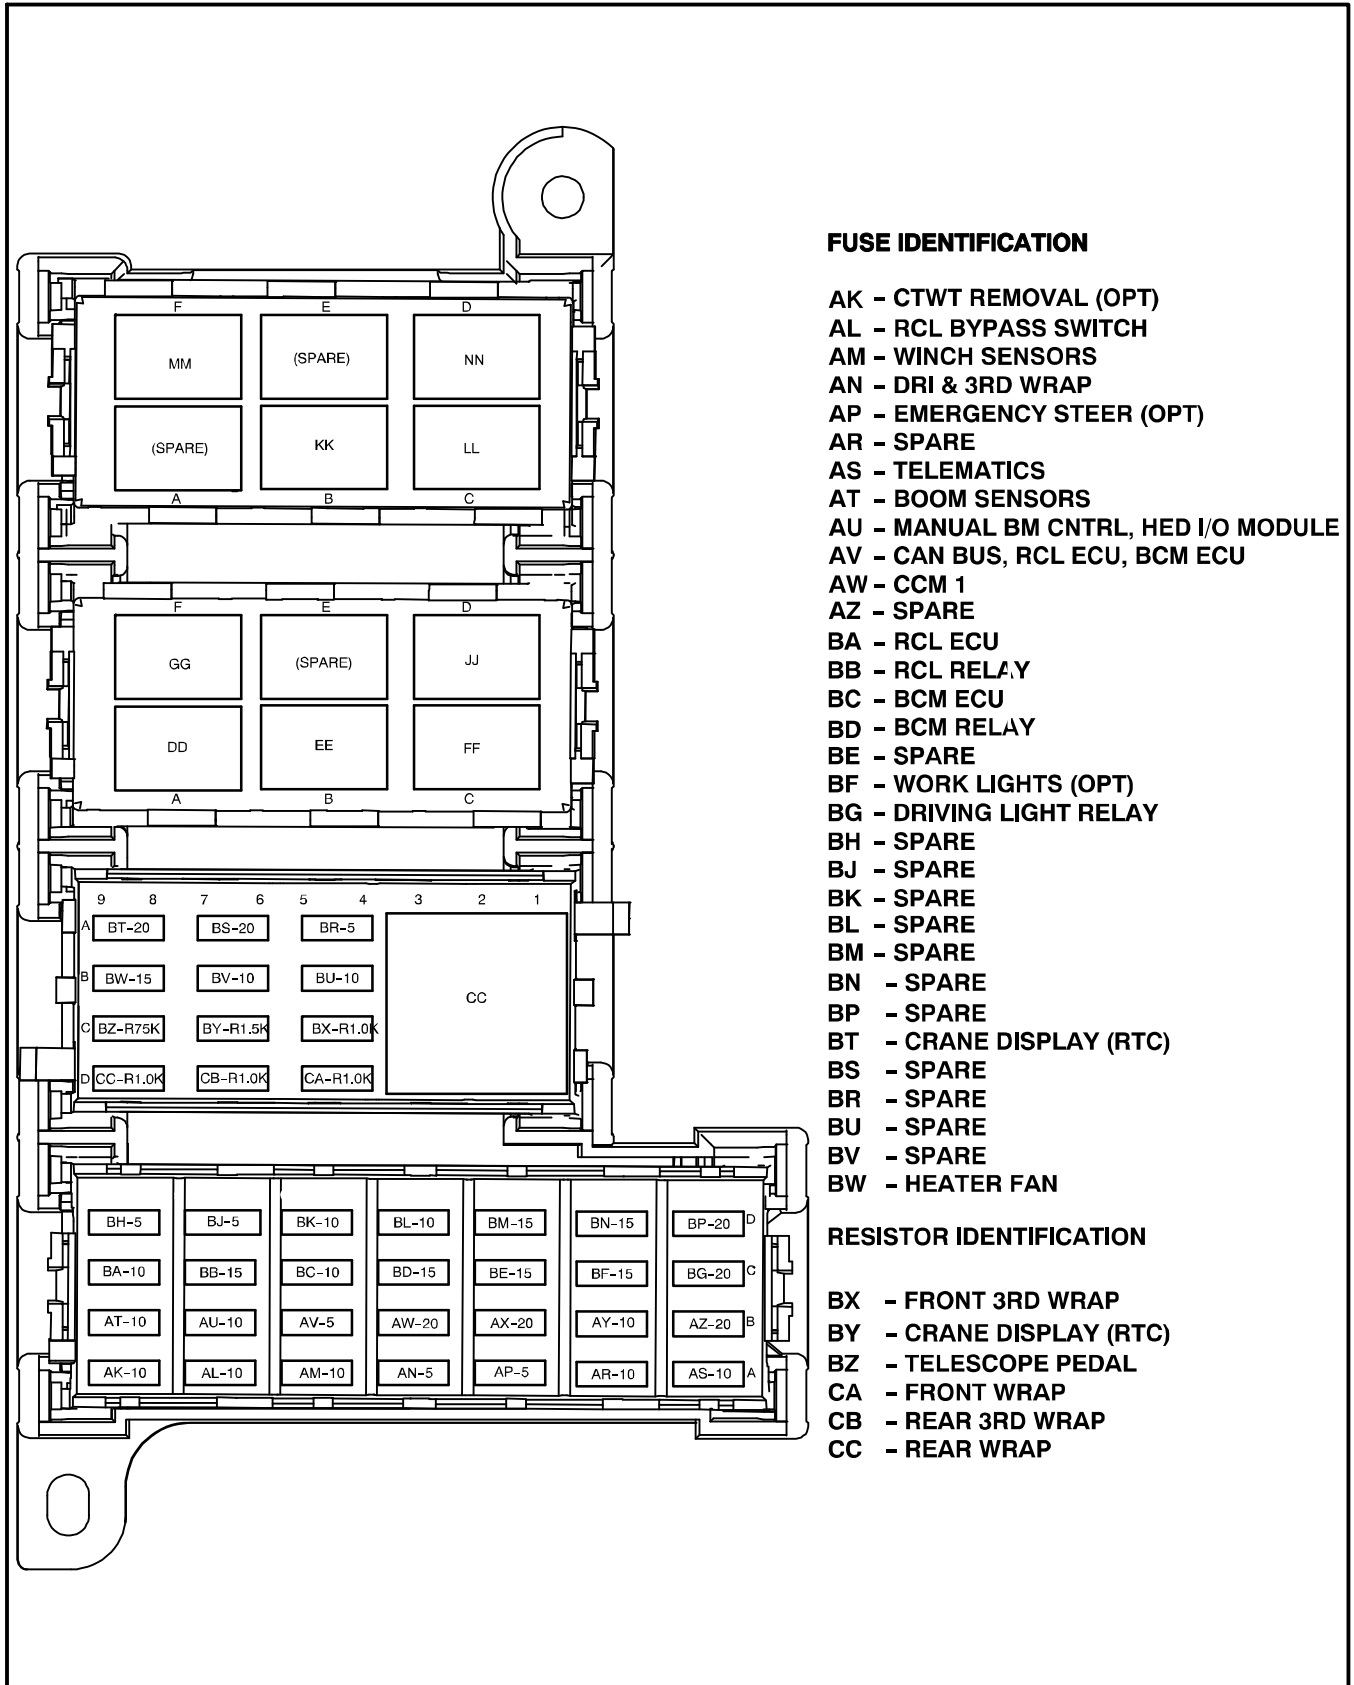 F E D
MM (SPARE) NN
(SPARE) KK LL
A B C
F E D
GG (SPARE) JJ
DD EE FF
A B C
9 8 7 6 5 4 3 2 1
A BT-20 BS-20 BR-5
B BW-15 BV-10 BU-10
CC
C BZ-R75K BY-R1.5K BX-R1.0K
D CC-R1.0K CB-R1.0K CA-R1.0K
BH-5 BJ-5 BK-10 BL-10 BM-15 BN-15 BP-20 D
BA-10 BB-15 BC-10 BD-15 BE-15 BF-15 BG-20 C
AT-10 AU-10 AV-5 AW-20 AX-20 AY-10 AZ-20 B
AK-10 AL-10 AM-10 AN-5 AP-5 AR-10 AS-10 A
FUSE IDENTIFICATION
AK - CTWT REMOVAL (OPT)
AL - RCL BYPASS SWITCH
AM - WINCH SENSORS
AN - DRI & 3RD WRAP
AP - EMERGENCY STEER (OPT)
AR - SPARE
AS - TELEMATICS
AT - BOOM SENSORS
AU - MANUAL BM CNTRL, HED I/O MODULE
AV - CAN BUS, RCL ECU, BCM ECU
AW - CCM 1
AZ - SPARE
BA - RCL ECU
BB - RCL RELAY
BC - BCM ECU
BD - BCM RELAY
BE - SPARE
BF - WORK LIGHTS (OPT)
BG - DRIVING LIGHT RELAY
BH - SPARE
BJ - SPARE
BK - SPARE
BL - SPARE
BM - SPARE
BN - SPARE
BP - SPARE
BT - CRANE DISPLAY (RTC)
BS - SPARE
BR - SPARE
BU - SPARE
BV - SPARE
BW - HEATER FAN
RESISTOR IDENTIFICATION
BX - FRONT 3RD WRAP
BY - CRANE DISPLAY (RTC)
BZ - TELESCOPE PEDAL
CA - FRONT WRAP
CB - REAR 3RD WRAP
CC - REAR WRAP